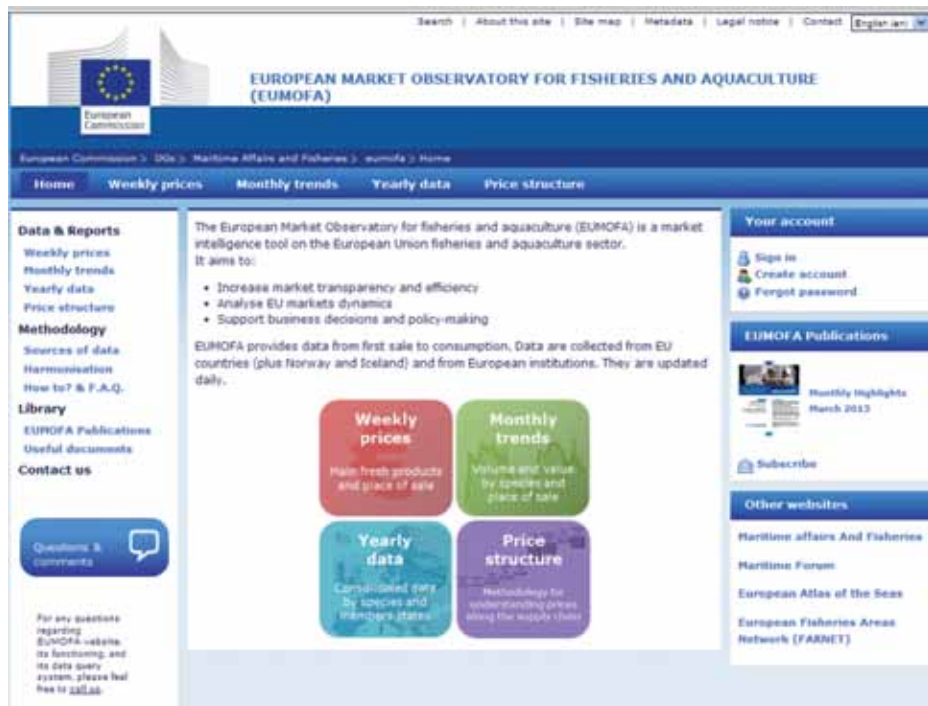 Search | About this site | Site map | Metadata | Legal notice | Contact English (en)
European
Commission
EUROPEAN MARKET OBSERVATORY FOR FISHERIES AND AQUACULTURE
(EUMOFA)
European Commission > DGs > Maritime Affairs and Fisheries > eumofa > Home
Home Weekly prices Monthly trends Yearly data Price structure
Data & Reports
Weekly prices
Monthly trends
Yearly data
Price structure
Methodology
Sources of data
Harmonisation
How to? & F.A.Q.
Library
EUMOFA Publications
Useful documents
Contact us
Questions &
comments
For any questions
regarding
EUMOFA website,
its functioning, and
its data query
system, please feel
free to call us.
The European Market Observatory for fisheries and aquaculture (EUMOFA) is a market
intelligence tool on the European Union fisheries and aquaculture sector.
It aims to:
• Increase market transparency and efficiency
• Analyse EU markets dynamics
• Support business decisions and policy-making
EUMOFA provides data from first sale to consumption. Data are collected from EU
countries (plus Norway and Iceland) and from European institutions. They are updated
daily.
Weekly
prices
Main fresh products
and place of sale
Monthly
trends
Volume and value
by species and
place of sale
Yearly
data
Consolidated data
by species and
members states
Price
structure
Methodology for
understanding prices
along the supply chain
Your account
Sign in
Create account
Forgot password
EUMOFA Publications
Monthly Highlights
March 2013
Subscribe
Other websites
Maritime affairs And Fisheries
Maritime Forum
European Atlas of the Seas
European Fisheries Areas
Network (FARNET)